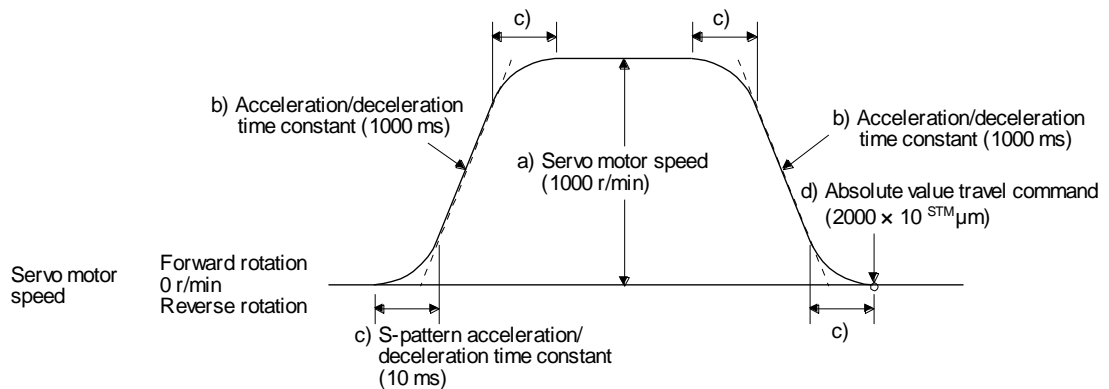 c)
c)
b) Acceleration/deceleration
time constant (1000 ms)
b) Acceleration/deceleration
time constant (1000 ms)
a) Servo motor speed
(1000 r/min)
d) Absolute value travel command
(2000 × 10 STM μm)
Servo motor
speed
Forward rotation
0 r/min
Reverse rotation
c) S-pattern acceleration/
deceleration time constant
(10 ms)
c)